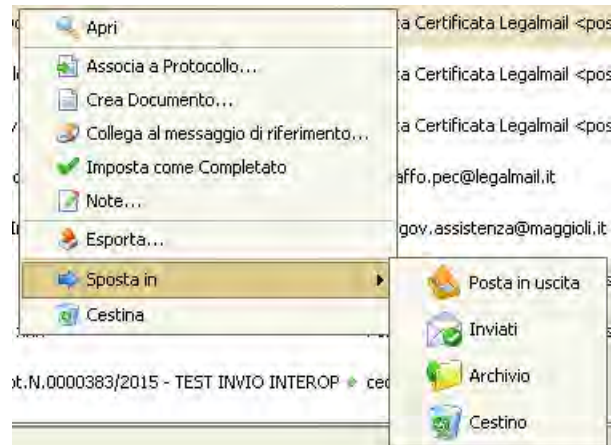 Apri
a Certificata Legalmail <pos
Associa a Protocollo...
a Certificata Legalmail <pos
Crea Documento...
Collega al messaggio di riferimento...
a Certificata Legalmail <pos
Imposta come Completato
affo.pec@legalmail.it
Note...
Esporta...
gov.assistenza@maggioli.it
Sposta in
Posta in uscita
Cestina
Inviati
Archivio
ot.N.0000383/2015 - TEST INVIO INTEROP
Cestino